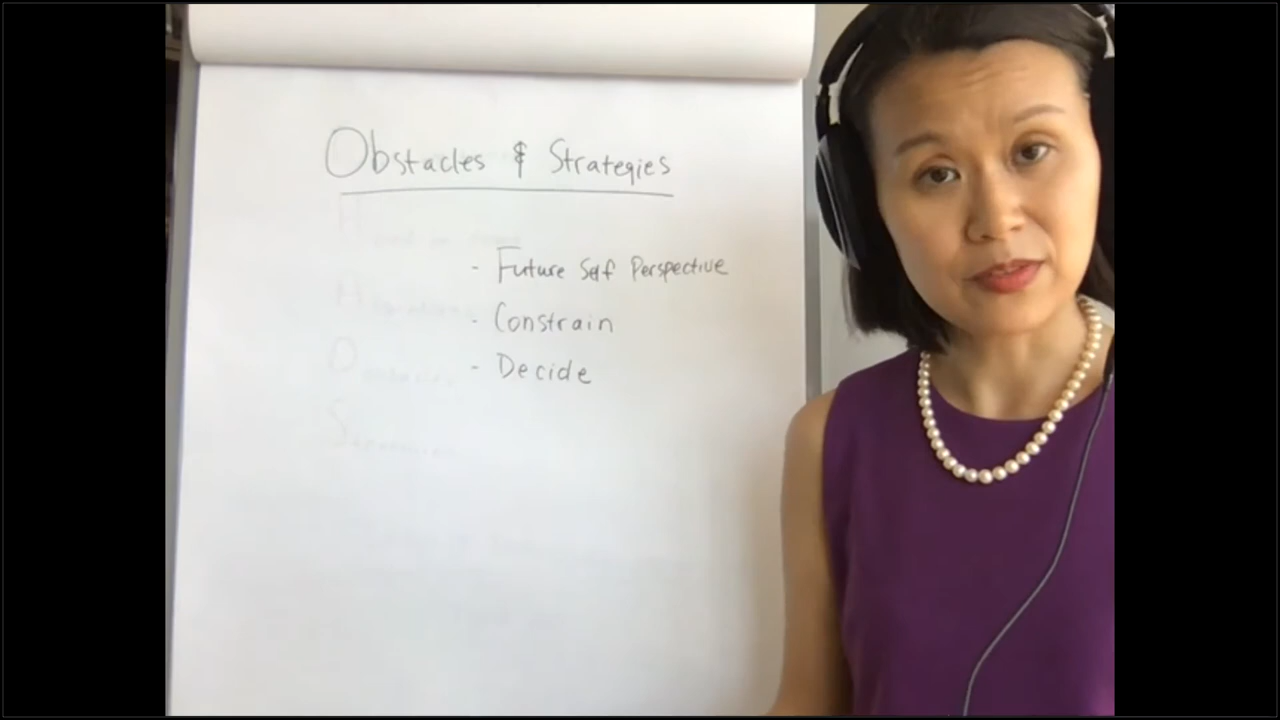 Obstacles & Strategies
- Future Self Perspective
- Constrain
- Decide